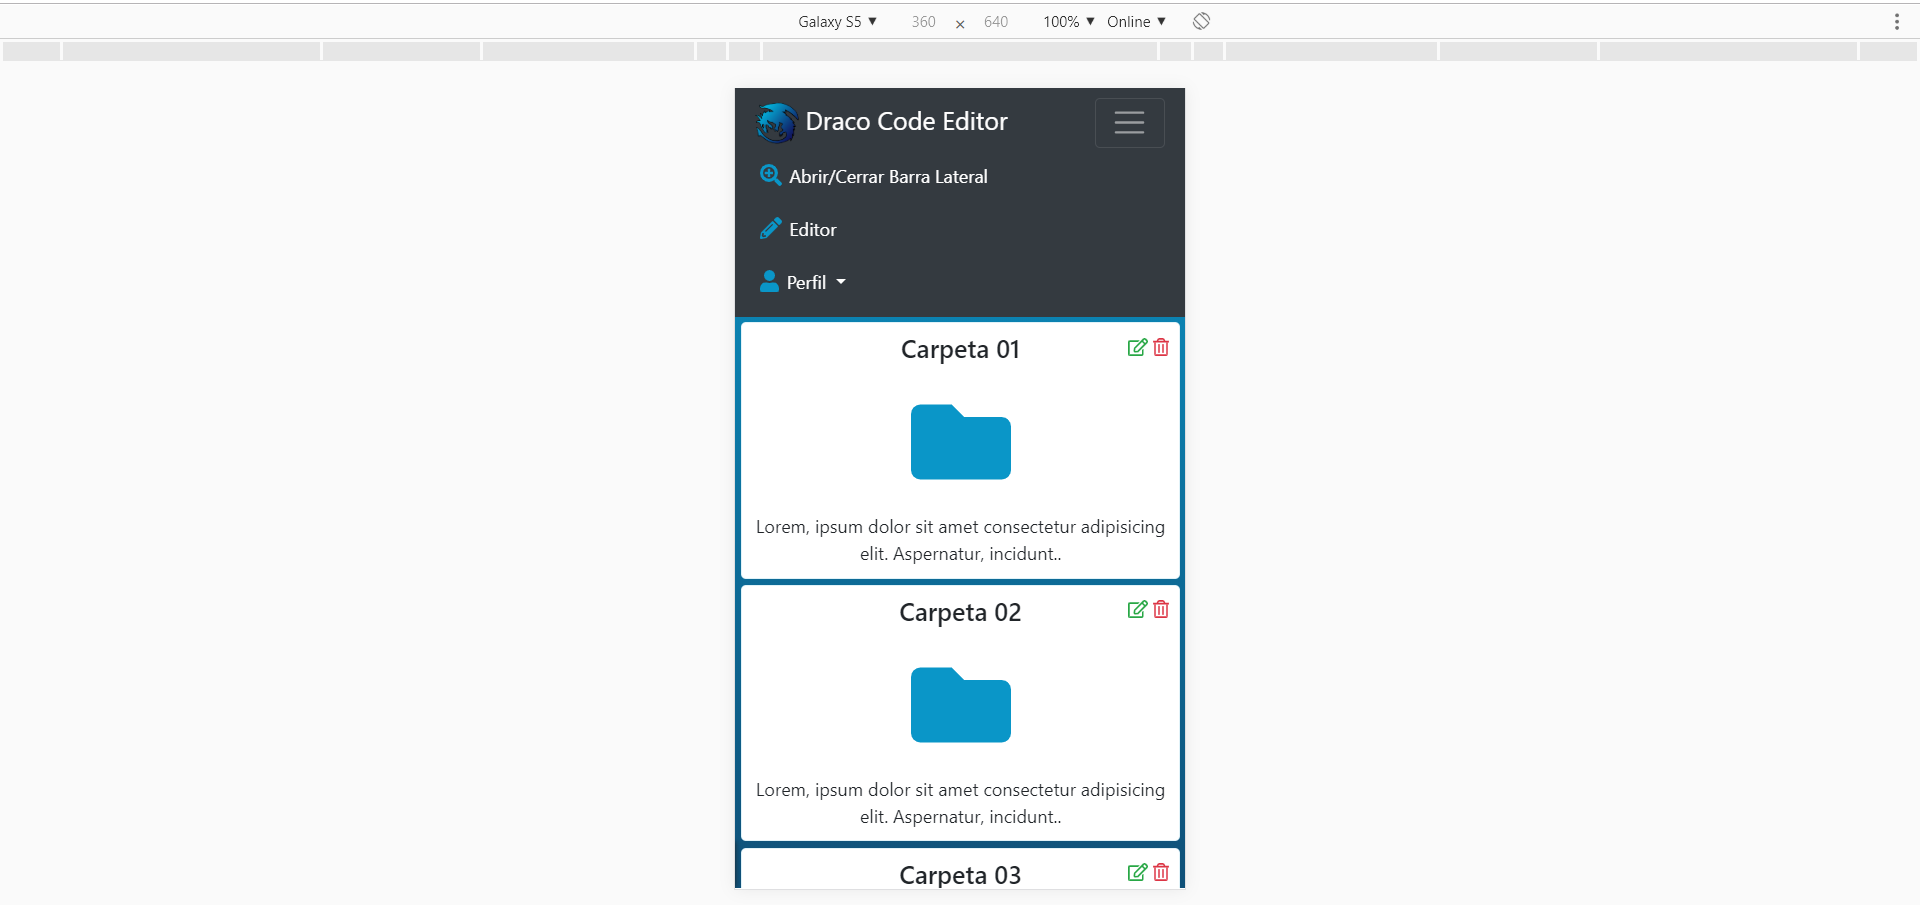 Galaxy S5 ▼ 360 × 640 100% ▼ Online ▼
Draco Code Editor
Abrir/Cerrar Barra Lateral
Editor
Perfil
Carpeta 01
Lorem, ipsum dolor sit amet consectetur adipisicing
elit. Aspernatur, incidunt..
Carpeta 02
Lorem, ipsum dolor sit amet consectetur adipisicing
elit. Aspernatur, incidunt..
Carpeta 03